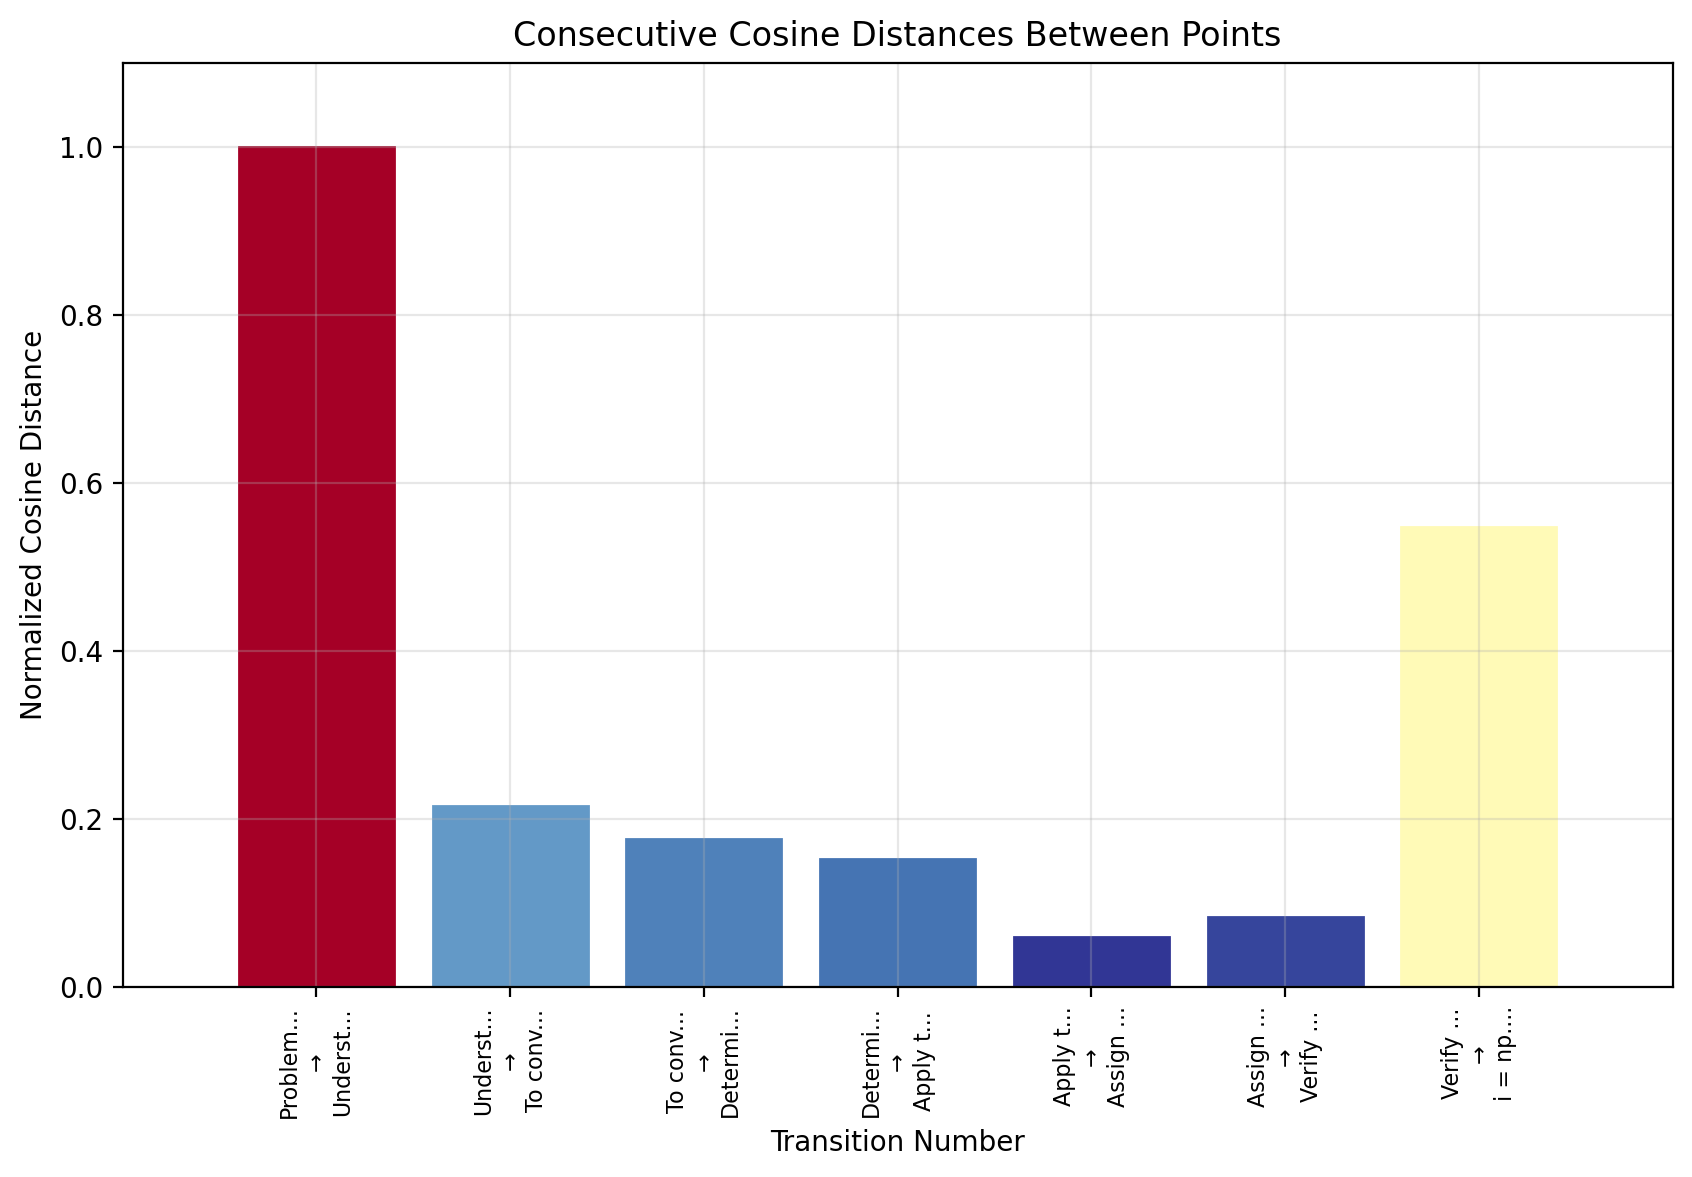 Consecutive Cosine Distances Between Points
Normalized Cosine Distance
1.0
0.8
0.6
0.4
0.2
0.0
Problem...
→
Underst...
Underst...
→
To conv...
To conv...
→
Determi...
Determi...
→
Apply t...
Apply t...
→
Assign ...
Assign ...
→
Verify ...
Verify ...
→
i = np....
Transition Number